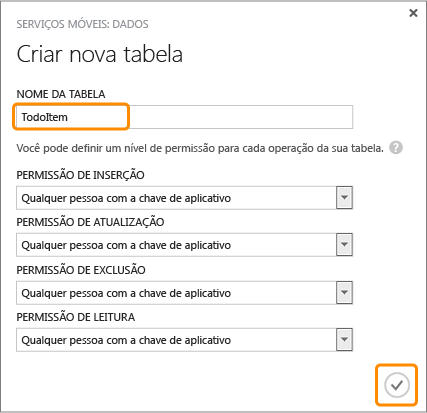 SERVIÇOS MÓVEIS: DADOS
Criar nova tabela
NOME DA TABELA
TodoItem
Você pode definir um nível de permissão para cada operação da sua tabela. ?
PERMISSÃO DE INSERÇÃO
Qualquer pessoa com a chave de aplicativo
PERMISSÃO DE ATUALIZAÇÃO
Qualquer pessoa com a chave de aplicativo
PERMISSÃO DE EXCLUSÃO
Qualquer pessoa com a chave de aplicativo
PERMISSÃO DE LEITURA
Qualquer pessoa com a chave de aplicativo